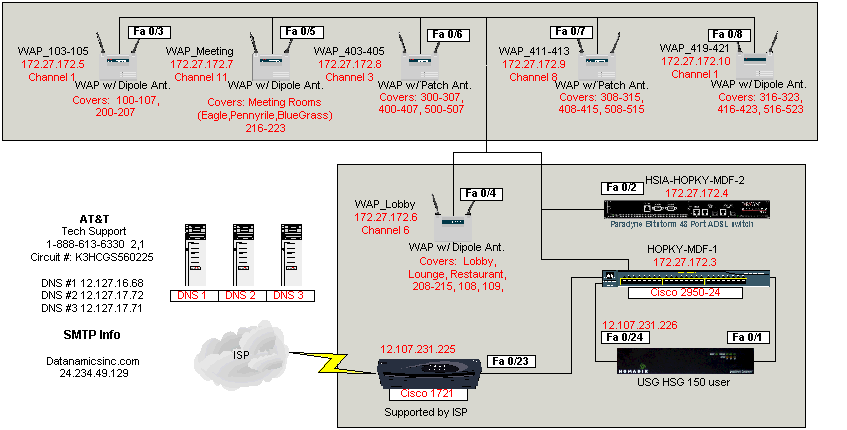 Fa 0/3
Fa 0/5
Fa 0/6
Fa 0/7
Fa 0/8
WAP_103-105
172.27.172.5
Channel 1
WAP w/ Dipole Ant.
Covers: 100-107,
200-207
WAP_Meeting
172.27.172.7
Channel 11
WAP w/ Dipole Ant.
Covers: Meeting Rooms
(Eagle,Pennyrile,BlueGrass)
216-223
WAP_403-405
172.27.172.8
Channel 3
WAP w/Patch Ant.
Covers: 300-307,
400-407, 500-507
WAP_411-413
172.27.172.9
Channel 8
WAP w/Patch Ant.
Covers: 308-315,
408-415, 508-515
WAP_419-421
172.27.172.10
Channel 1
WAP w/ Dipole Ant.
Covers: 316-323,
416-423, 516-523
Fa 0/4
WAP_Lobby
172.27.172.6
Channel 6
WAP w/ Dipole Ant.
Covers: Lobby,
Lounge, Restaurant,
208-215, 108, 109,
Fa 0/2
HSIA-HOPKY-MDF-2
172.27.172.4
Paradyne Bitstorm 48 Port ADSL switch
HOPKY-MDF-1
172.27.172.3
Cisco 2950-24
12.107.231.226
Fa 0/24
Fa 0/1
NOMADIX
USG HSG 150 user
AT&T
Tech Support
1-888-613-6330 2,1
Circuit #: K3HCGS560225
DNS #1 12.127.16.68
DNS #2 12.127.17.72
DNS #3 12.127.17.71
SMTP Info
Datanamicsinc.com
24.234.49.129
DNS 1
DNS 2
DNS 3
ISP
12.107.231.225
Fa 0/23
Cisco 1721
Supported by ISP